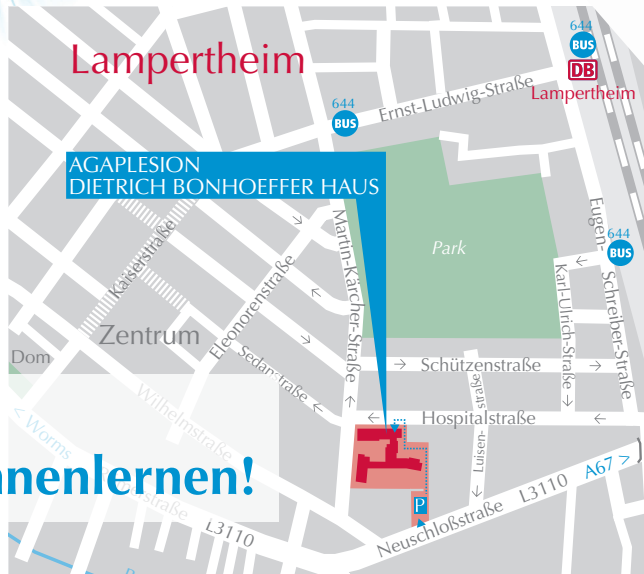 Lampertheim
644
BUS
DB
Lampertheim
644
BUS
Ernst-Ludwig-Straße
AGAPLESION
DIETRICH BONHOEFFER HAUS
Kaiserstraße
Martin-Kärcher-Straße
Park
Eugen-
Schreiber-Straße
644
BUS
Eleonorenstraße
Karl-Ulrich-Straße
Zentrum
Dom
Sedanstraße
Schützenstraße
Luisen-
straße
Wilhelmstraße
Hospitalstraße
< Worms
nenlernen!
A67 >
L3110
P
L3110
Neuschloßstraße